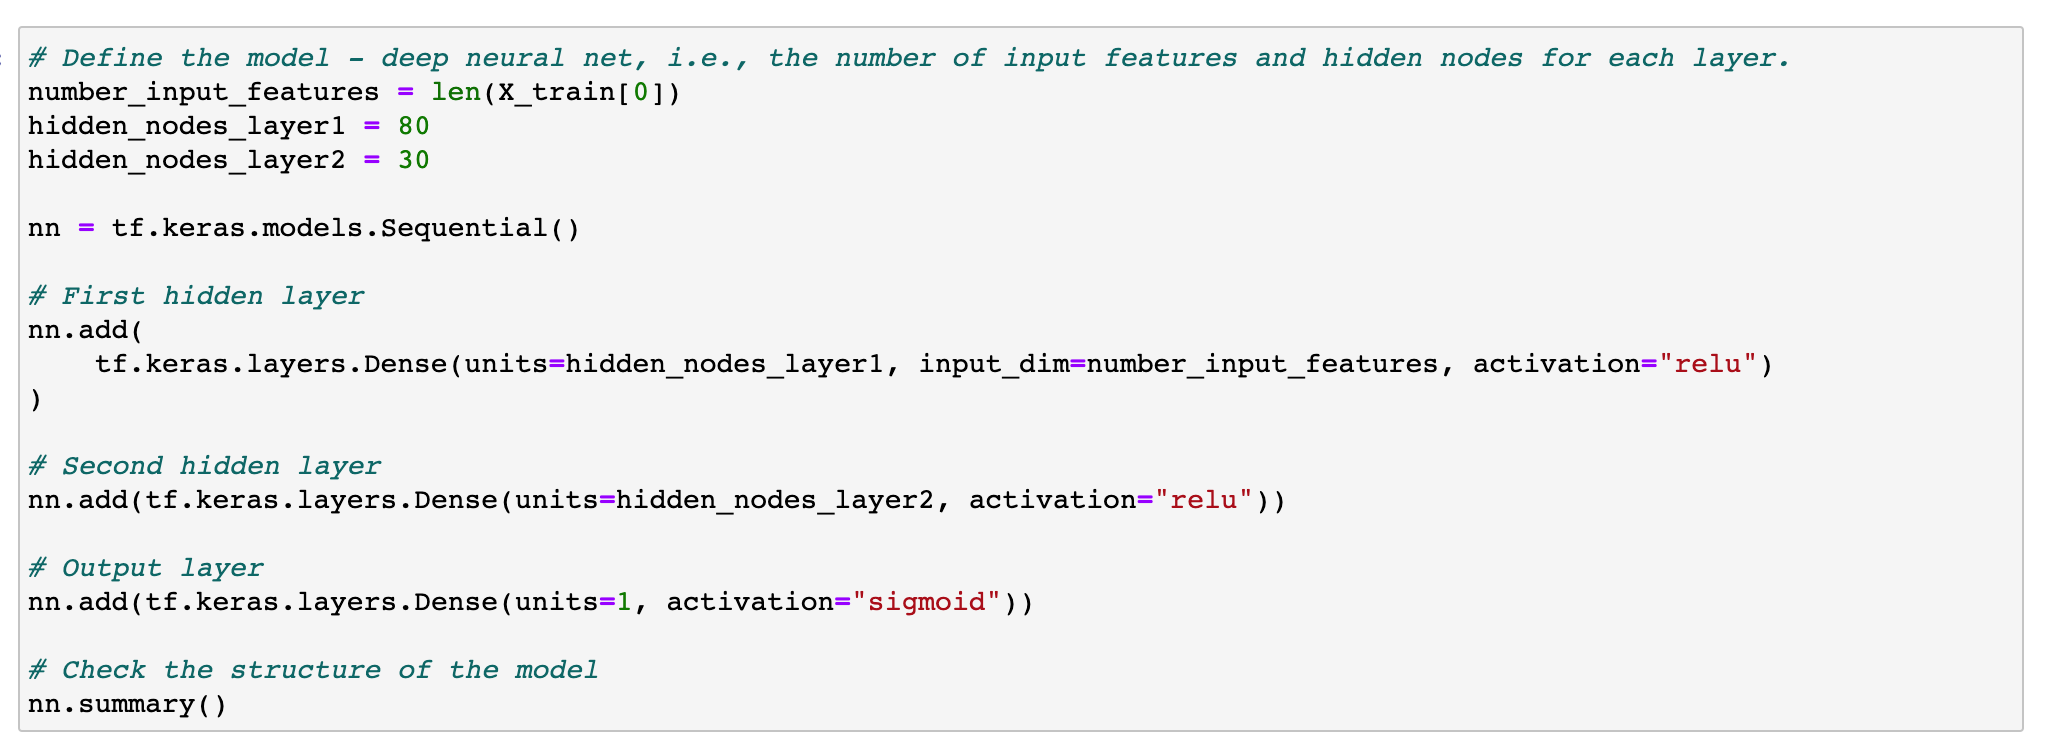 # Define the model - deep neural net, i.e., the number of input features and hidden nodes for each layer.
number_input_features = len(X_train[0])
hidden_nodes_layer1 = 80
hidden_nodes_layer2 = 30

nn = tf.keras.models.Sequential()

# First hidden layer
nn.add(
    tf.keras.layers.Dense(units=hidden_nodes_layer1, input_dim=number_input_features, activation="relu")
)

# Second hidden layer
nn.add(tf.keras.layers.Dense(units=hidden_nodes_layer2, activation="relu"))

# Output layer
nn.add(tf.keras.layers.Dense(units=1, activation="sigmoid"))

# Check the structure of the model
nn.summary()